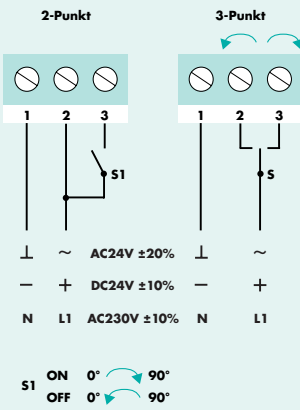 2-Punkt 3-Punkt
1 2 3 1 2 3
S1 S
⊥ ~ AC24V ±20% ⊥ ~
− + DC24V ±10% − +
N L1 AC230V ±10% N L1
S1 ON 0° 90°
OFF 0° 90°